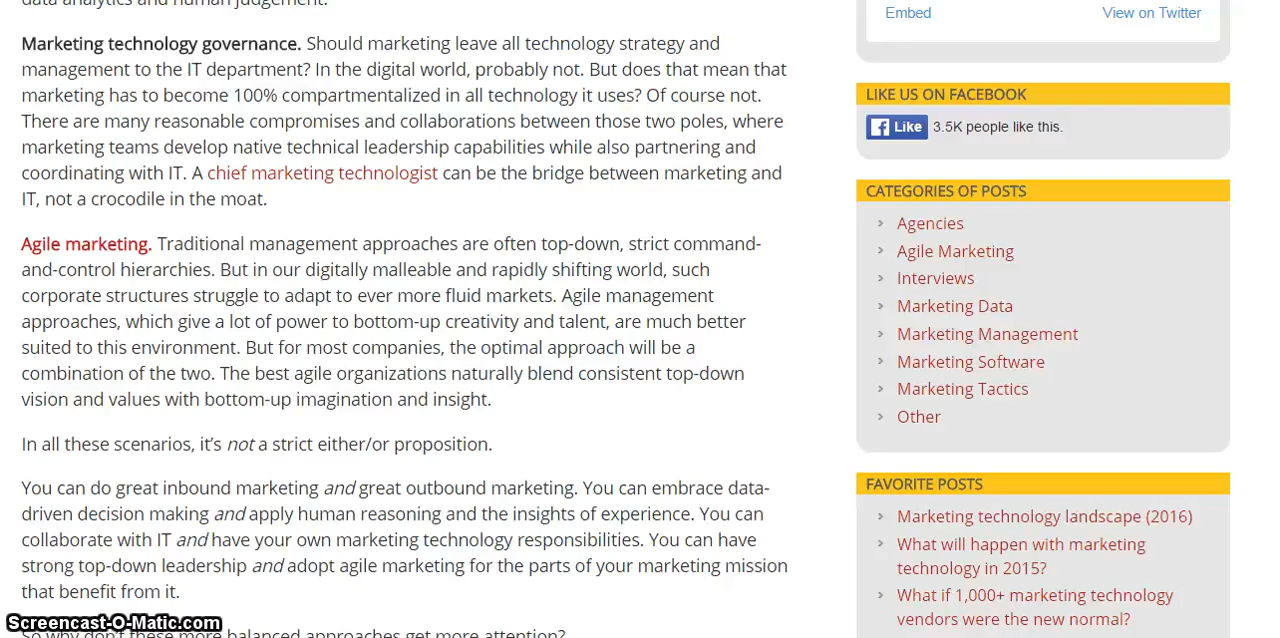 data analytics and human judgement.
Marketing technology governance. Should marketing leave all technology strategy and
management to the IT department? In the digital world, probably not. But does that mean that
marketing has to become 100% compartmentalized in all technology it uses? Of course not.
There are many reasonable compromises and collaborations between those two poles, where
marketing teams develop native technical leadership capabilities while also partnering and
coordinating with IT. A chief marketing technologist can be the bridge between marketing and
IT, not a crocodile in the moat.
Agile marketing. Traditional management approaches are often top-down, strict command-
and-control hierarchies. But in our digitally malleable and rapidly shifting world, such
corporate structures struggle to adapt to ever more fluid markets. Agile management
approaches, which give a lot of power to bottom-up creativity and talent, are much better
suited to this environment. But for most companies, the optimal approach will be a
combination of the two. The best agile organizations naturally blend consistent top-down
vision and values with bottom-up imagination and insight.
In all these scenarios, it's not a strict either/or proposition.
You can do great inbound marketing and great outbound marketing. You can embrace data-
driven decision making and apply human reasoning and the insights of experience. You can
collaborate with IT and have your own marketing technology responsibilities. You can have
strong top-down leadership and adopt agile marketing for the parts of your marketing mission
that benefit from it.
So why don't these more balanced approaches get more attention?
Screencast-O-Matic.com
Embed
View on Twitter
LIKE US ON FACEBOOK
Like 3.5K people like this.
CATEGORIES OF POSTS
Agencies
Agile Marketing
Interviews
Marketing Data
Marketing Management
Marketing Software
Marketing Tactics
Other
FAVORITE POSTS
Marketing technology landscape (2016)
What will happen with marketing
technology in 2015?
What if 1,000+ marketing technology
vendors were the new normal?